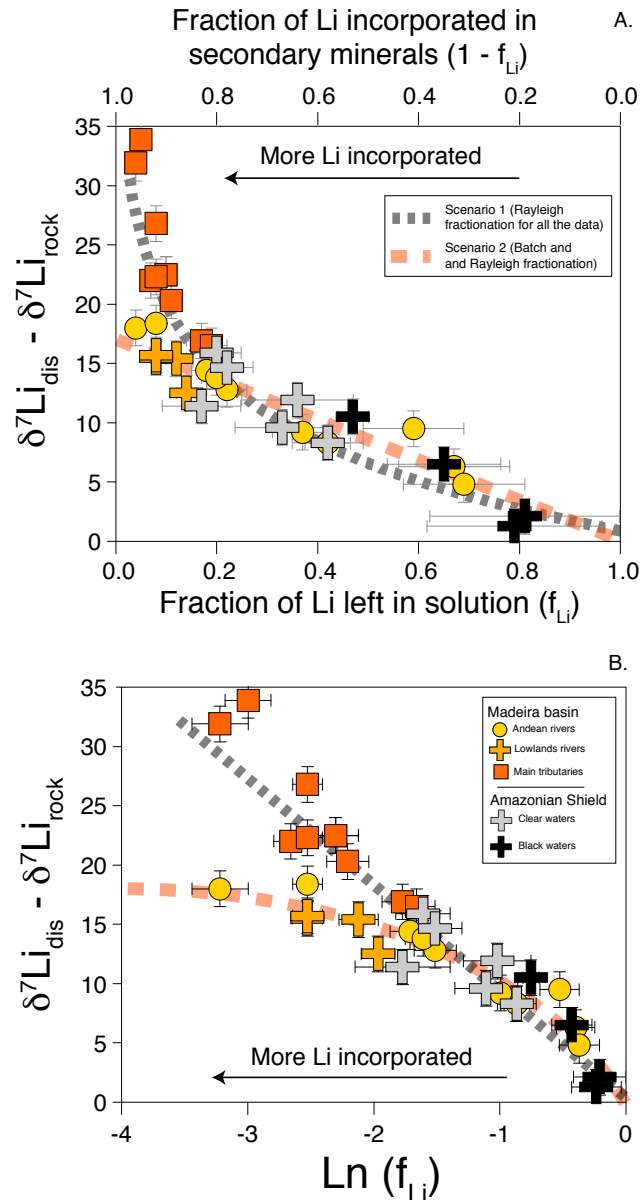 Fraction of Li incorporated in
secondary minerals (1 - fLi)
A.
1.0 0.8 0.6 0.4 0.2 0.0
35
30
25
20
15
10
5
0
δ7Lidis - δ7Lirock
More Li incorporated
Scenario 1 (Rayleigh
fractionation for all the data)
Scenario 2 (Batch and
and Rayleigh fractionation)
0.0 0.2 0.4 0.6 0.8 1.0
Fraction of Li left in solution (fLi)
B.
35
30
25
20
15
10
5
0
δ7Lidis - δ7Lirock
Madeira basin
Andean rivers
Lowlands rivers
Main tributaries
Amazonian Shield
Clear waters
Black waters
More Li incorporated
-4 -3 -2 -1 0
Ln (fLi)